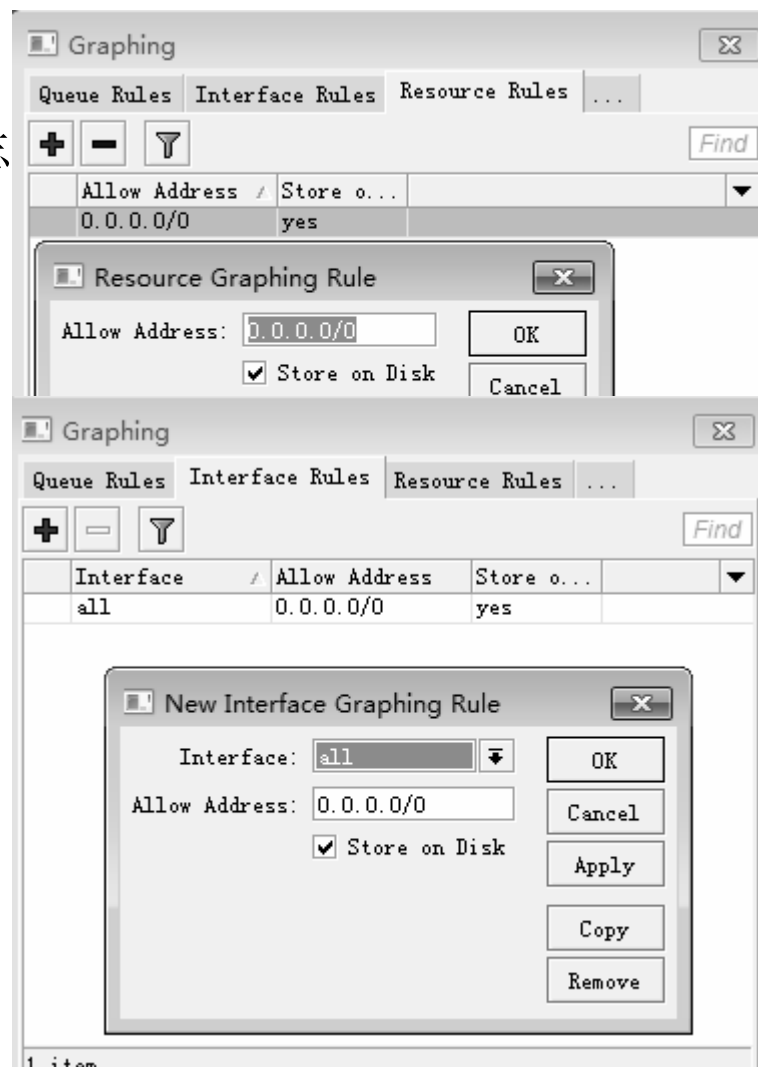 Graphing
Queue Rules Interface Rules Resource Rules ...
Find
Allow Address Store o...
0.0.0.0/0 yes
Resource Graphing Rule
Allow Address: 0.0.0.0/0 OK
Store on Disk Cancel
Graphing
Queue Rules Interface Rules Resource Rules ...
Find
Interface Allow Address Store o...
all 0.0.0.0/0 yes
New Interface Graphing Rule
Interface: all OK
Allow Address: 0.0.0.0/0 Cancel
Store on Disk Apply
Copy
Remove
1 item